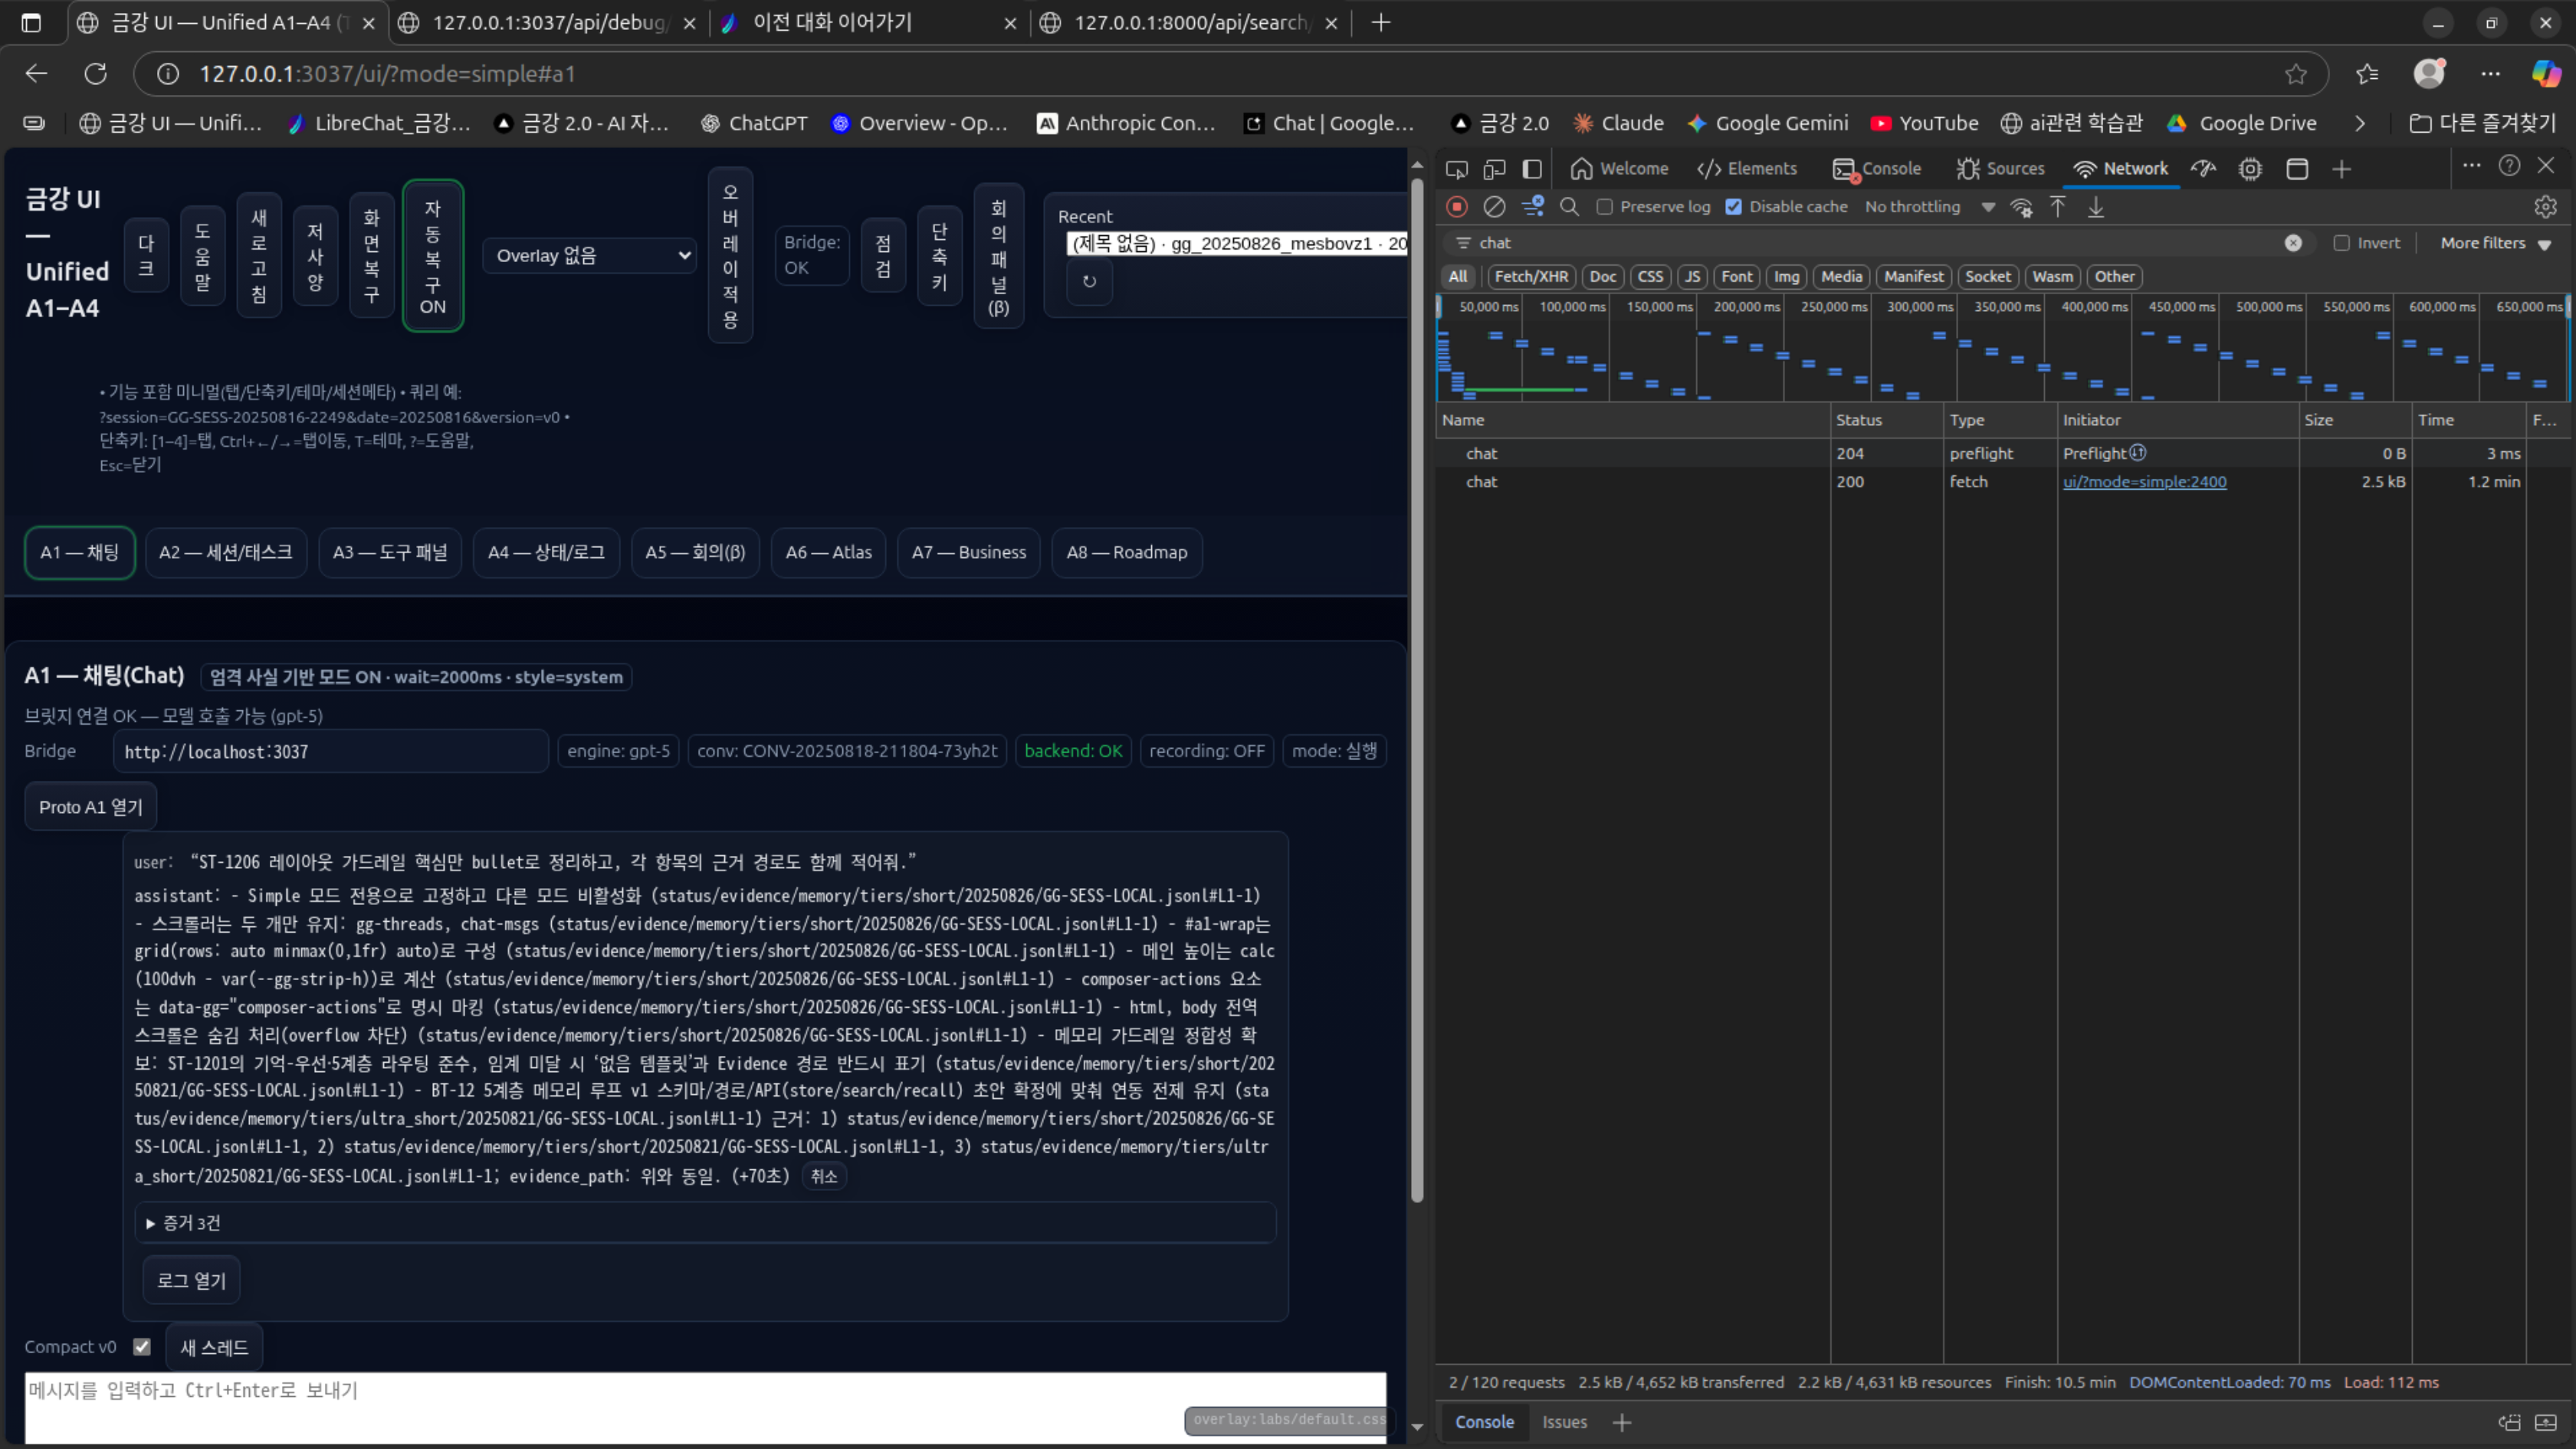 금강 UI — Unified A1–A4 (
127.0.0.1:3037/api/debug/
이전 대화 이어가기
127.0.0.1:8000/api/search
127.0.0.1:3037/ui/?mode=simple#a1
금강 UI — Unifi...
LibreChat_금강...
금강 2.0 - AI 자...
ChatGPT
Overview - Op...
Anthropic Con...
Chat | Google...
금강 2.0
Claude
Google Gemini
YouTube
ai관련 학습관
Google Drive
다른 즐겨찾기
금강 UI
—
Unified
A1–A4
다크
도움말
새로고침
저사양
화면복구
자동복구 ON
Overlay 없음
오버레이적용
Bridge: OK
점검
단축키
회의패널(β)
Recent
(제목 없음) · gg_20250826_mesbovz1 · 20
• 기능 포함 미니멀(탭/단축키/테마/세션메타) • 쿼리 예:
?session=GG-SESS-20250816-2249&date=20250816&version=v0 •
단축키: [1–4]=탭, Ctrl+←/→=탭이동, T=테마, ?=도움말,
Esc=닫기
A1 — 채팅
A2 — 세션/태스크
A3 — 도구 패널
A4 — 상태/로그
A5 — 회의(β)
A6 — Atlas
A7 — Business
A8 — Roadmap
A1 — 채팅(Chat)
엄격 사실 기반 모드 ON · wait=2000ms · style=system
브릿지 연결 OK — 모델 호출 가능 (gpt-5)
Bridge
http://localhost:3037
engine: gpt-5
conv: CONV-20250818-211804-73yh2t
backend: OK
recording: OFF
mode: 실행
Proto A1 열기
user: “ST-1206 레이아웃 가드레일 핵심만 bullet로 정리하고, 각 항목의 근거 경로도 함께 적어줘.”
assistant: - Simple 모드 전용으로 고정하고 다른 모드 비활성화 (status/evidence/memory/tiers/short/20250826/GG-SESS-LOCAL.jsonl#L1-1)
- 스크롤러는 두 개만 유지: gg-threads, chat-msgs (status/evidence/memory/tiers/short/20250826/GG-SESS-LOCAL.jsonl#L1-1) - #a1-wrap는
grid(rows: auto minmax(0,1fr) auto)로 구성 (status/evidence/memory/tiers/short/20250826/GG-SESS-LOCAL.jsonl#L1-1) - 메인 높이는 calc
(100dvh - var(--gg-strip-h))로 계산 (status/evidence/memory/tiers/short/20250826/GG-SESS-LOCAL.jsonl#L1-1) - composer-actions 요소
는 data-gg="composer-actions"로 명시 마킹 (status/evidence/memory/tiers/short/20250826/GG-SESS-LOCAL.jsonl#L1-1) - html, body 전역
스크롤은 숨김 처리(overflow 차단) (status/evidence/memory/tiers/short/20250826/GG-SESS-LOCAL.jsonl#L1-1) - 메모리 가드레일 정합성 확
보: ST-1201의 기억-우선·5계층 라우팅 준수, 임계 미달 시 ‘없음 템플릿’과 Evidence 경로 반드시 표기 (status/evidence/memory/tiers/short/202
50821/GG-SESS-LOCAL.jsonl#L1-1) - BT-12 5계층 메모리 루프 v1 스키마/경로/API(store/search/recall) 초안 확정에 맞춰 연동 전제 유지 (sta
tus/evidence/memory/tiers/ultra_short/20250821/GG-SESS-LOCAL.jsonl#L1-1) 근거: 1) status/evidence/memory/tiers/short/20250826/GG-SE
SS-LOCAL.jsonl#L1-1, 2) status/evidence/memory/tiers/short/20250821/GG-SESS-LOCAL.jsonl#L1-1, 3) status/evidence/memory/tiers/ultr
a_short/20250821/GG-SESS-LOCAL.jsonl#L1-1; evidence_path: 위와 동일. (+70초) 취소
▶ 증거 3건
로그 열기
Compact v0
새 스레드
메시지를 입력하고 Ctrl+Enter로 보내기
overlay:labs/default.css
Welcome
Elements
Console
Sources
Network
Preserve log
Disable cache
No throttling
chat
Invert
More filters
All
Fetch/XHR
Doc
CSS
JS
Font
Img
Media
Manifest
Socket
Wasm
Other
50,000 ms 100,000 ms 150,000 ms 200,000 ms 250,000 ms 300,000 ms 350,000 ms 400,000 ms 450,000 ms 500,000 ms 550,000 ms 600,000 ms 650,000 ms
Name Status Type Initiator Size Time F...
chat 204 preflight Preflight 0 B 3 ms
chat 200 fetch ui/?mode=simple:2400 2.5 kB 1.2 min
2 / 120 requests 2.5 kB / 4,652 kB transferred 2.2 kB / 4,631 kB resources Finish: 10.5 min DOMContentLoaded: 70 ms Load: 112 ms
Console
Issues